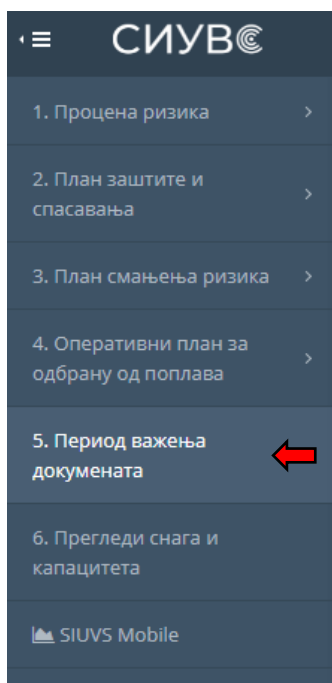 СИУВС
1. Процена ризика
2. План заштите и
спасавања
3. План смањења ризика
4. Оперативни план за
одбрану од поплава
5. Период важења
докумената
6. Прегледи снага и
капацитета
SIUVS Mobile